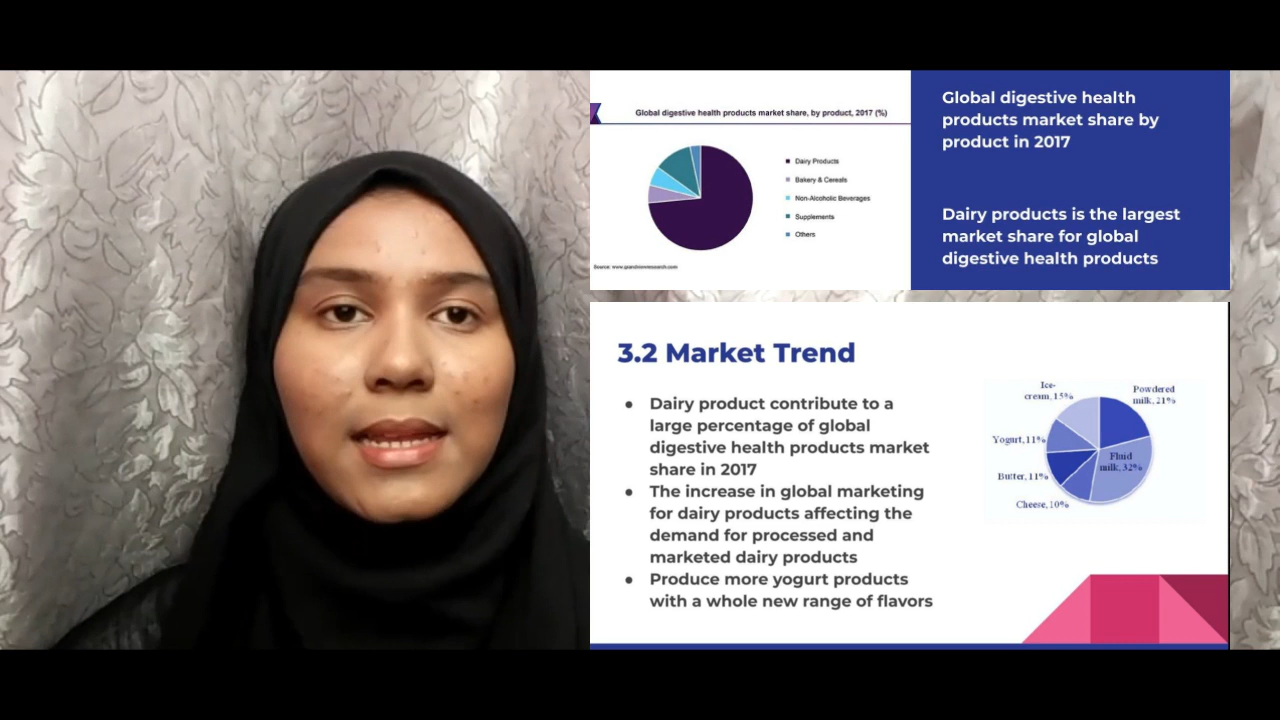 Global digestive health products market share, by product, 2017 (%)
Dairy Products
Bakery & Cereals
Non-Alcoholic Beverages
Supplements
Others
Source: www.grandviewresearch.com
Global digestive health
products market share by
product in 2017
Dairy products is the largest
market share for global
digestive health products
3.2 Market Trend
Dairy product contribute to a
large percentage of global
digestive health products market
share in 2017
The increase in global marketing
for dairy products affecting the
demand for processed and
marketed dairy products
Produce more yogurt products
with a whole new range of flavors
Ice-
cream, 15%
Powdered
milk, 21%
Yogurt, 11%
Fluid
milk, 32%
Butter, 11%
Cheese, 10%